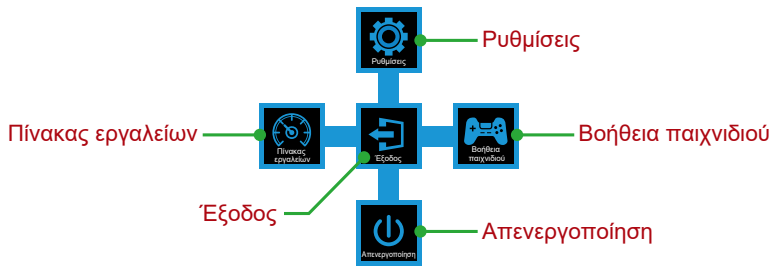 Ρυθμίσεις
Ρυθμίσεις
Πίνακας εργαλείων
Πίνακας
εργαλείων
Έξοδος
Βοήθεια
παιχνιδιού
Βοήθεια παιχνιδιού
Έξοδος
Απενεργοποίηση
Απενεργοποίηση